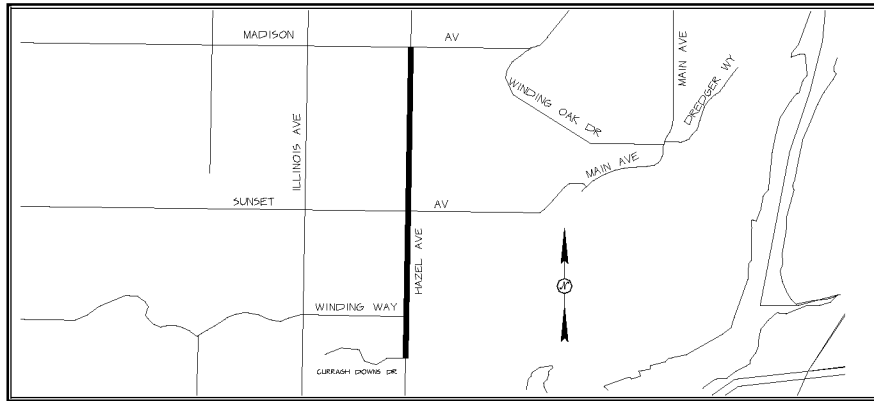 MADISON AV
WINDING OAK DR
MAIN AVE
DREDGER WY
ILLINOIS AVE
MAIN AVE
SUNSET AV
HAZEL AVE
N
WINDING WAY
CURRAGH DOWNS DR